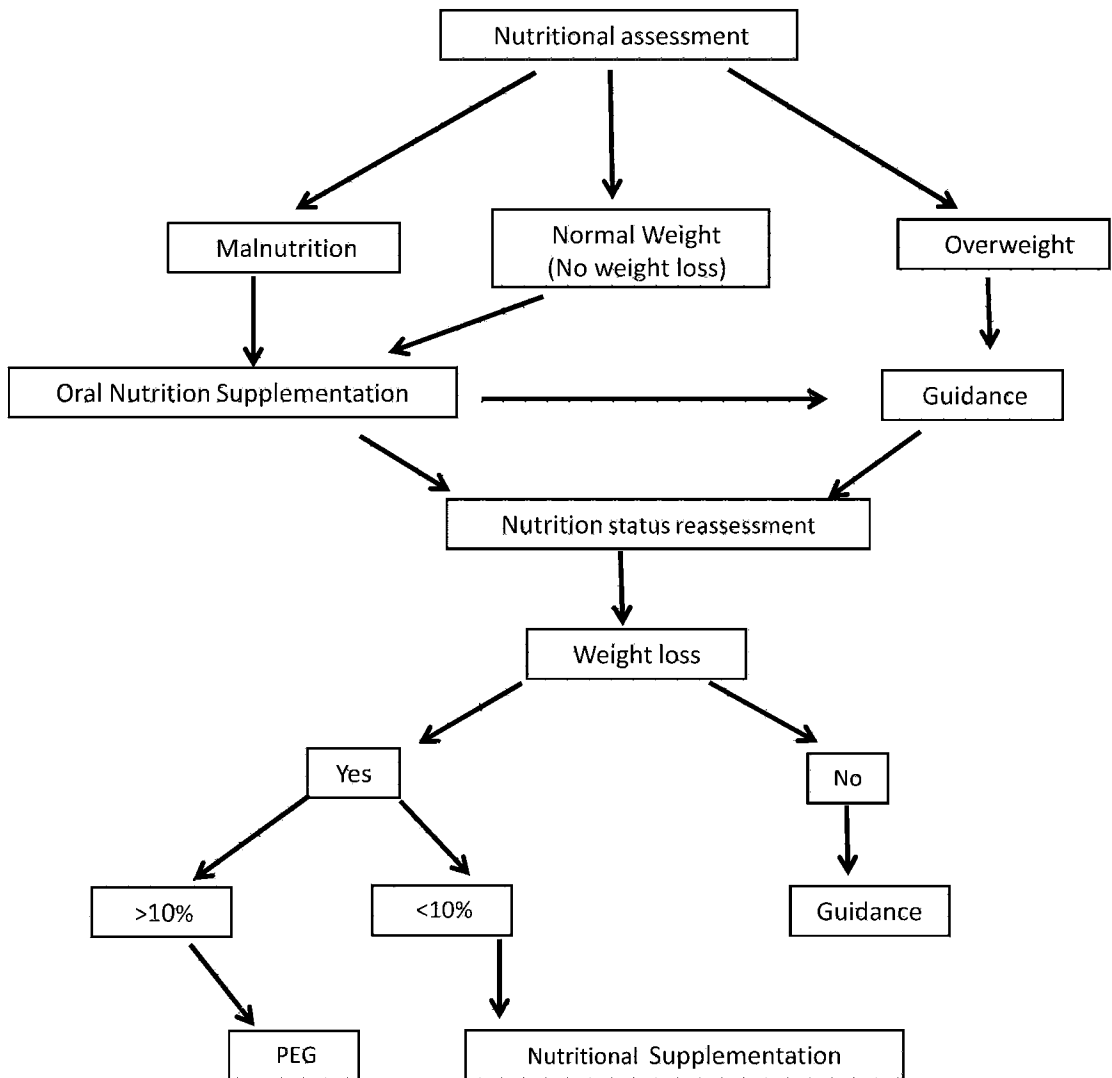 Nutritional assessment
Malnutrition
Normal Weight
(No weight loss)
Overweight
Oral Nutrition Supplementation
Guidance
Nutrition status reassessment
Weight loss
Yes
No
>10%
<10%
Guidance
PEG
Nutritional Supplementation